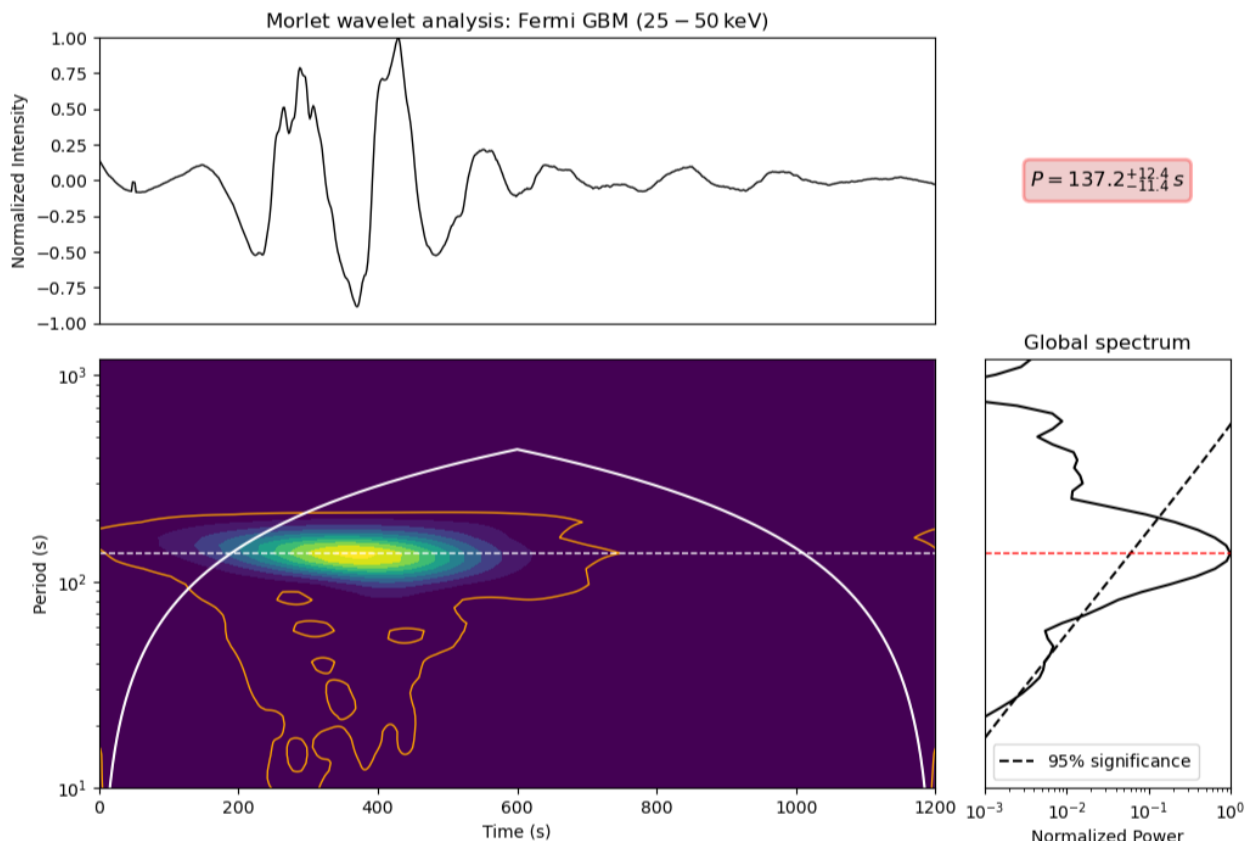 Morlet wavelet analysis: Fermi GBM (25 − 50 keV)
1.00
0.75
0.50
0.25
0.00
−0.25
−0.50
−0.75
−1.00
Normalized Intensity
P = 137.2^{+12.4}_{−11.4} s
Global spectrum
10³
10²
10¹
Period (s)
0 200 400 600 800 1000 1200
Time (s)
95% significance
10⁻³ 10⁻² 10⁻¹ 10⁰
Normalized Power